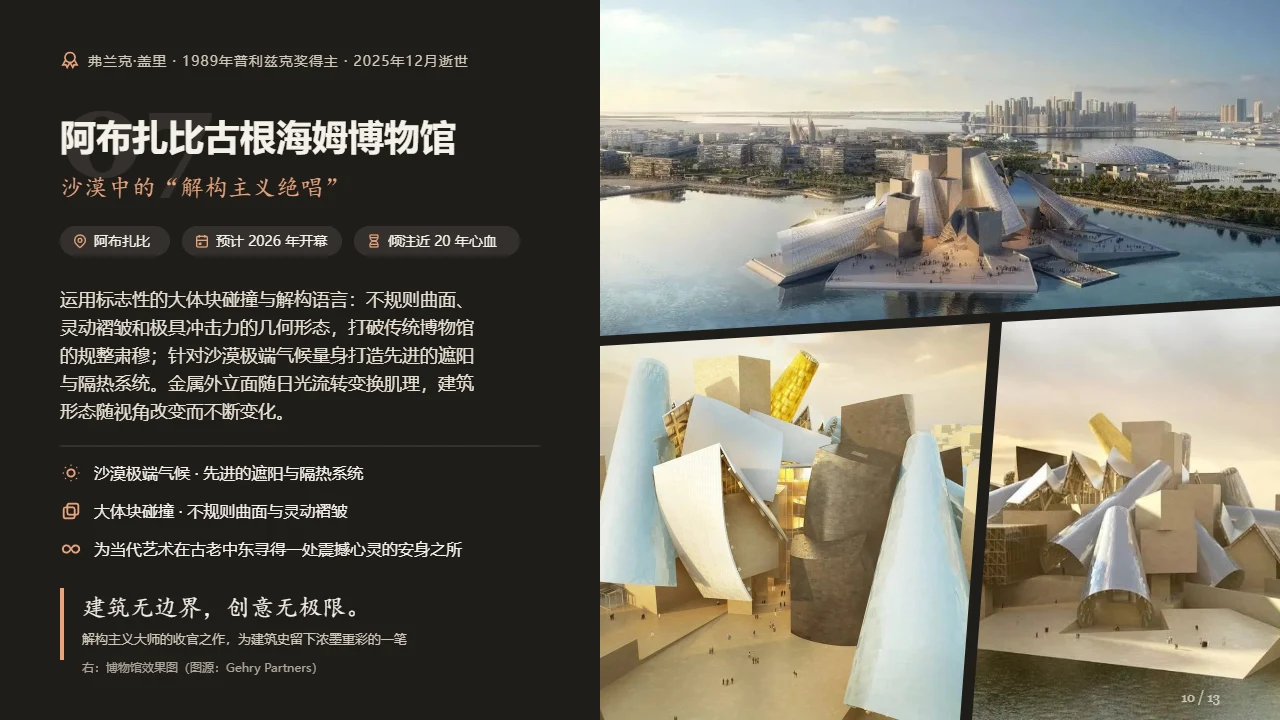 弗兰克·盖里 · 1989年普利兹克奖得主 · 2025年12月逝世
07
阿布扎比古根海姆博物馆
沙漠中的“解构主义绝唱”
阿布扎比
预计 2026 年开幕
倾注近 20 年心血
运用标志性的大体块碰撞与解构语言：不规则曲面、
灵动褶皱和极具冲击力的几何形态，打破传统博物馆
的规整肃穆；针对沙漠极端气候量身打造先进的遮阳
与隔热系统。金属外立面随日光流转变换肌理，建筑
形态随视角改变而不断变化。
沙漠极端气候 · 先进的遮阳与隔热系统
大体块碰撞 · 不规则曲面与灵动褶皱
为当代艺术在古老中东寻得一处震撼心灵的安身之所
建筑无边界，创意无极限。
解构主义大师的收官之作，为建筑史留下浓墨重彩的一笔
右：博物馆效果图（图源：Gehry Partners）
10 / 13